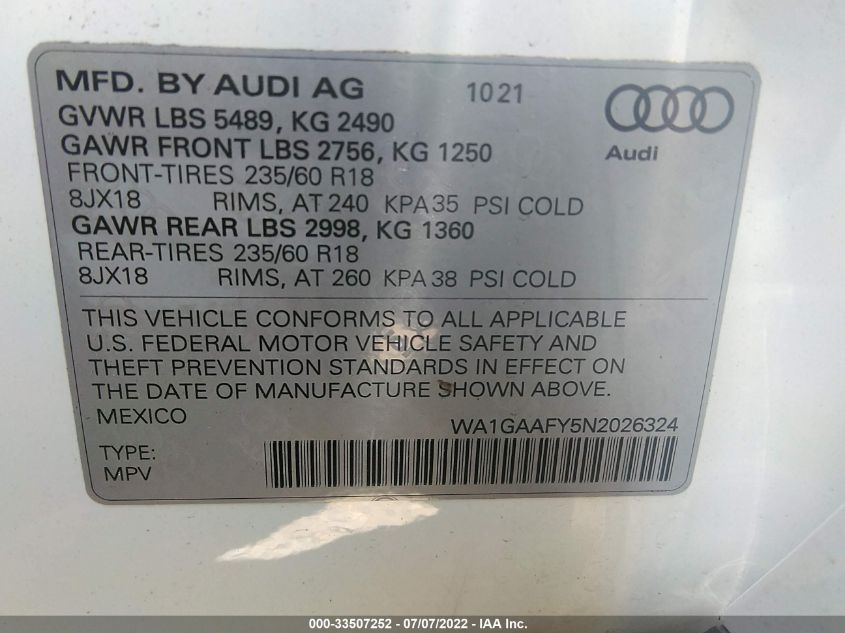 MFD. BY AUDI AG 10 21
GVWR LBS 5489, KG 2490
GAWR FRONT LBS 2756, KG 1250
Audi
FRONT-TIRES 235/60 R18
8JX18 RIMS, AT 240 KPA 35 PSI COLD
GAWR REAR LBS 2998, KG 1360
REAR-TIRES 235/60 R18
8JX18 RIMS, AT 260 KPA 38 PSI COLD
THIS VEHICLE CONFORMS TO ALL APPLICABLE
U.S. FEDERAL MOTOR VEHICLE SAFETY AND
THEFT PREVENTION STANDARDS IN EFFECT ON
THE DATE OF MANUFACTURE SHOWN ABOVE.
MEXICO
WA1GAAFY5N2026324
TYPE:
MPV
000-33507252 - 07/07/2022 - IAA Inc.